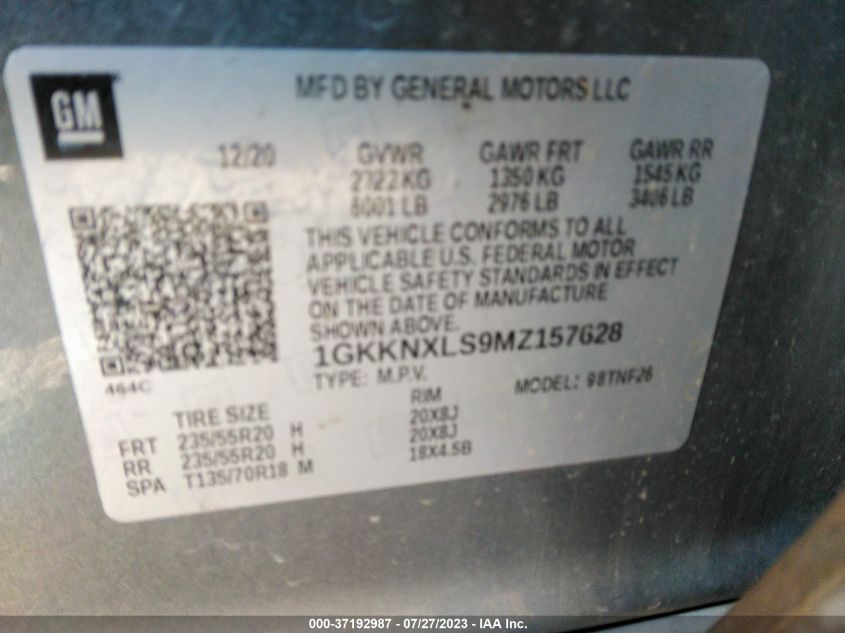 GM
MFD BY GENERAL MOTORS LLC
12/20 GVWR GAWR FRT GAWR RR
2722 KG 1350 KG 1545 KG
6001 LB 2976 LB 3406 LB
THIS VEHICLE CONFORMS TO ALL
APPLICABLE U.S. FEDERAL MOTOR
VEHICLE SAFETY STANDARDS IN EFFECT
ON THE DATE OF MANUFACTURE
SHOWN ABOVE.
1GKKNXLS9MZ157628
464C TYPE: M.P.V. MODEL: 98TNF26
TIRE SIZE RIM
FRT 235/55R20 H 20X8J
RR 235/55R20 H 20X8J
SPA T135/70R18 M 18X4.5B
000-37192987 - 07/27/2023 - © IAA Inc.